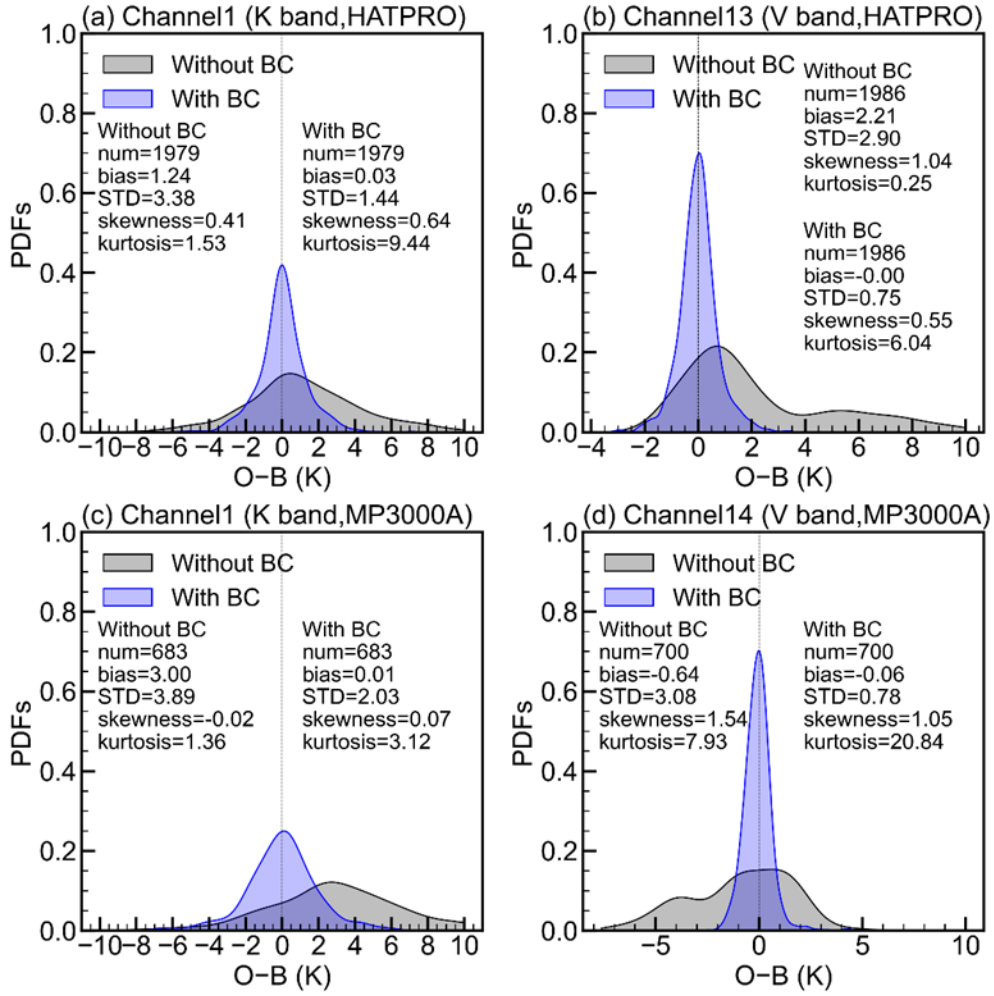 (a) Channel1 (K band,HATPRO)
1.0
0.8
0.6
0.4
0.2
0.0
PDFs
Without BC
With BC
Without BC
num=1979
bias=1.24
STD=3.38
skewness=0.41
kurtosis=1.53
With BC
num=1979
bias=0.03
STD=1.44
skewness=0.64
kurtosis=9.44
−10 −8 −6 −4 −2 0 2 4 6 8 10
O−B (K)
(b) Channel13 (V band,HATPRO)
1.0
0.8
0.6
0.4
0.2
0.0
PDFs
Without BC
With BC
Without BC
num=1986
bias=2.21
STD=2.90
skewness=1.04
kurtosis=0.25
With BC
num=1986
bias=-0.00
STD=0.75
skewness=0.55
kurtosis=6.04
−4 −2 0 2 4 6 8 10
O−B (K)
(c) Channel1 (K band,MP3000A)
1.0
0.8
0.6
0.4
0.2
0.0
PDFs
Without BC
With BC
Without BC
num=683
bias=3.00
STD=3.89
skewness=-0.02
kurtosis=1.36
With BC
num=683
bias=0.01
STD=2.03
skewness=0.07
kurtosis=3.12
−10 −8 −6 −4 −2 0 2 4 6 8 10
O−B (K)
(d) Channel14 (V band,MP3000A)
1.0
0.8
0.6
0.4
0.2
0.0
PDFs
Without BC
With BC
Without BC
num=700
bias=-0.64
STD=3.08
skewness=1.54
kurtosis=7.93
With BC
num=700
bias=-0.06
STD=0.78
skewness=1.05
kurtosis=20.84
−5 0 5 10
O−B (K)